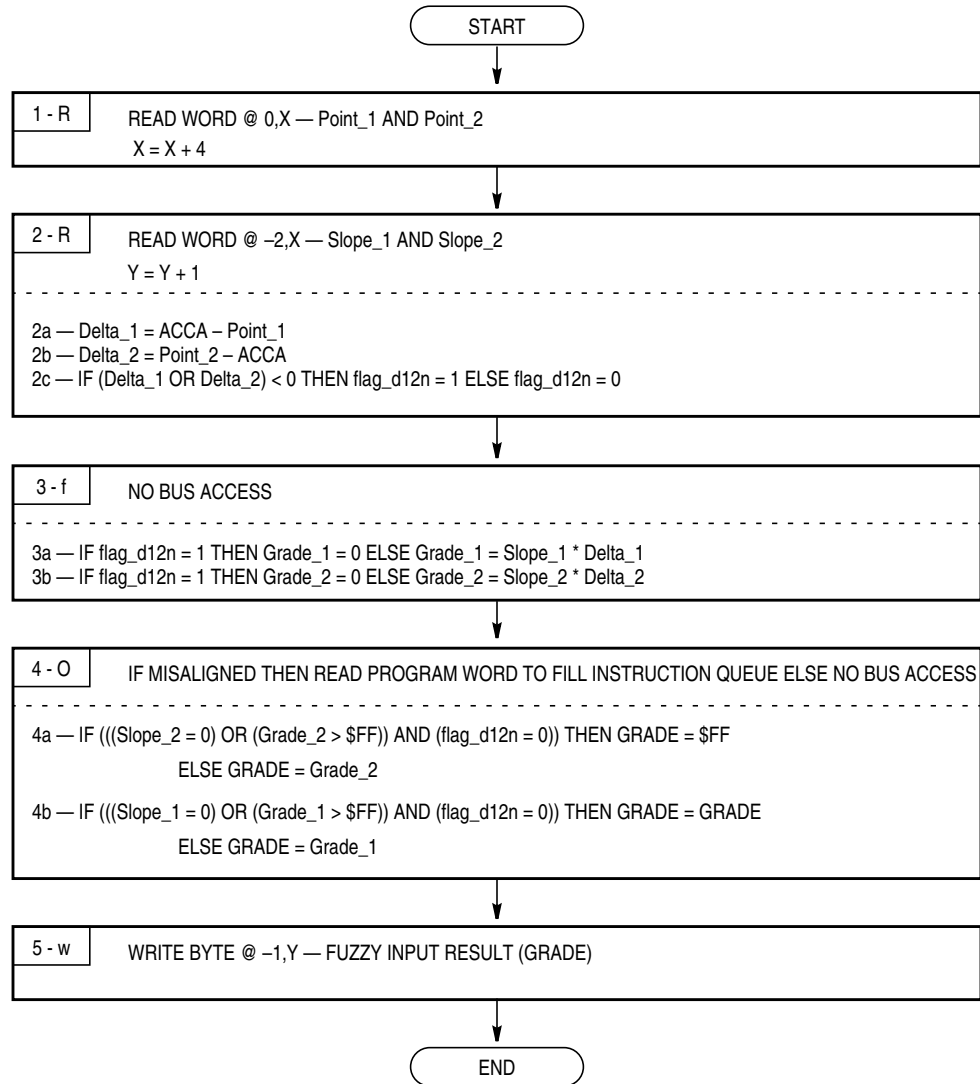 START
1 - R
READ WORD @ 0,X — Point_1 AND Point_2
X = X + 4
2 - R
READ WORD @ –2,X — Slope_1 AND Slope_2
Y = Y + 1
2a — Delta_1 = ACCA – Point_1
2b — Delta_2 = Point_2 – ACCA
2c — IF (Delta_1 OR Delta_2) < 0 THEN flag_d12n = 1 ELSE flag_d12n = 0
3 - f
NO BUS ACCESS
3a — IF flag_d12n = 1 THEN Grade_1 = 0 ELSE Grade_1 = Slope_1 * Delta_1
3b — IF flag_d12n = 1 THEN Grade_2 = 0 ELSE Grade_2 = Slope_2 * Delta_2
4 - O
IF MISALIGNED THEN READ PROGRAM WORD TO FILL INSTRUCTION QUEUE ELSE NO BUS ACCESS
4a — IF (((Slope_2 = 0) OR (Grade_2 > $FF)) AND (flag_d12n = 0)) THEN GRADE = $FF
ELSE GRADE = Grade_2
4b — IF (((Slope_1 = 0) OR (Grade_1 > $FF)) AND (flag_d12n = 0)) THEN GRADE = GRADE
ELSE GRADE = Grade_1
5 - w
WRITE BYTE @ –1,Y — FUZZY INPUT RESULT (GRADE)
END